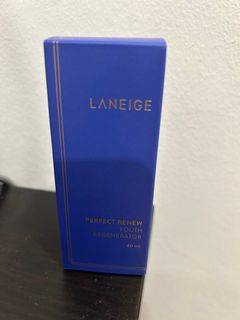 LANEIGE
PERFECT RENEW
YOUTH
REGENERATOR
40 ml